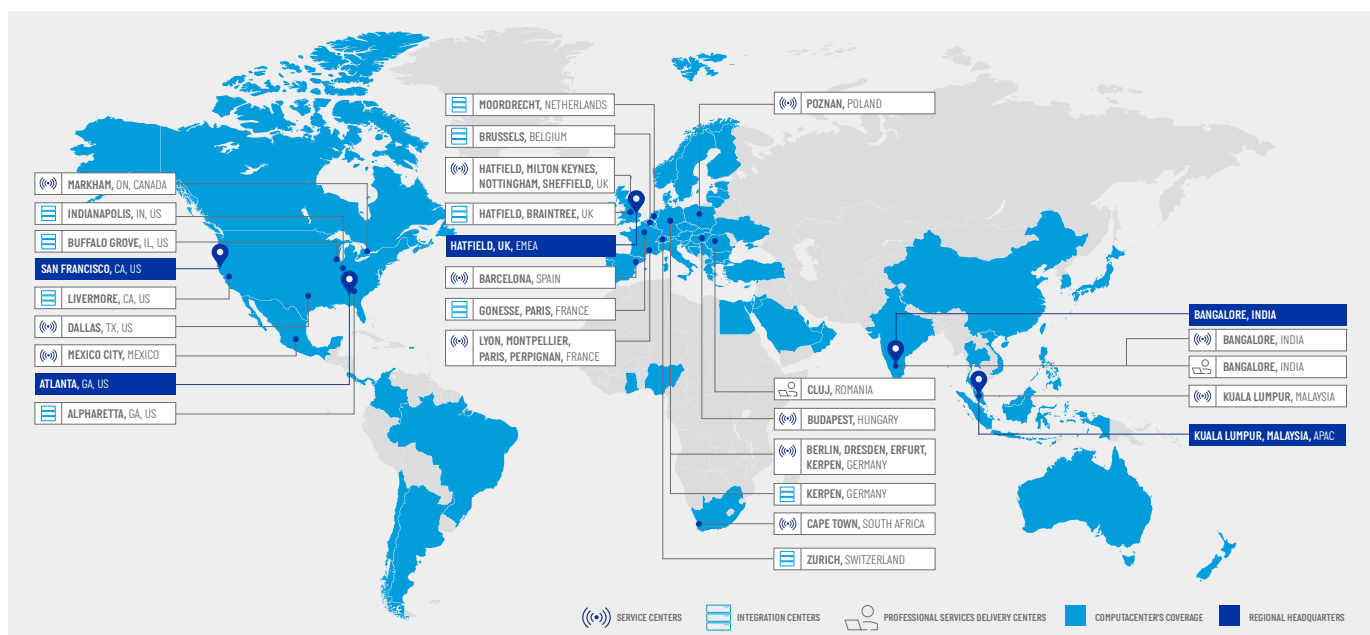 MARKHAM, ON, CANADA
INDIANAPOLIS, IN, US
BUFFALO GROVE, IL, US
SAN FRANCISCO, CA, US
LIVERMORE, CA, US
DALLAS, TX, US
MEXICO CITY, MEXICO
ATLANTA, GA, US
ALPHARETTA, GA, US
MOORDRECHT, NETHERLANDS
BRUSSELS, BELGIUM
HATFIELD, MILTON KEYNES,
NOTTINGHAM, SHEFFIELD, UK
HATFIELD, BRAINTREE, UK
HATFIELD, UK, EMEA
BARCELONA, SPAIN
GONESSE, PARIS, FRANCE
LYON, MONTPELLIER,
PARIS, PERPIGNAN, FRANCE
POZNAN, POLAND
CLUJ, ROMANIA
BUDAPEST, HUNGARY
BERLIN, DRESDEN, ERFURT,
KERPEN, GERMANY
KERPEN, GERMANY
CAPE TOWN, SOUTH AFRICA
ZURICH, SWITZERLAND
BANGALORE, INDIA
BANGALORE, INDIA
BANGALORE, INDIA
KUALA LUMPUR, MALAYSIA
KUALA LUMPUR, MALAYSIA, APAC
SERVICE CENTERS
INTEGRATION CENTERS
PROFESSIONAL SERVICES DELIVERY CENTERS
COMPUTACENTER'S COVERAGE
REGIONAL HEADQUARTERS